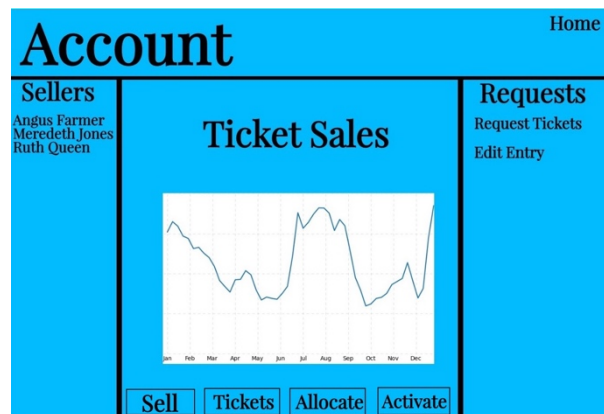 Account
Home
Sellers
Angus Farmer
Meredeth Jones
Ruth Queen
Ticket Sales
Jan Feb Mar Apr May Jun Jul Aug Sep Oct Nov Dec
Sell
Tickets
Allocate
Activate
Requests
Request Tickets
Edit Entry